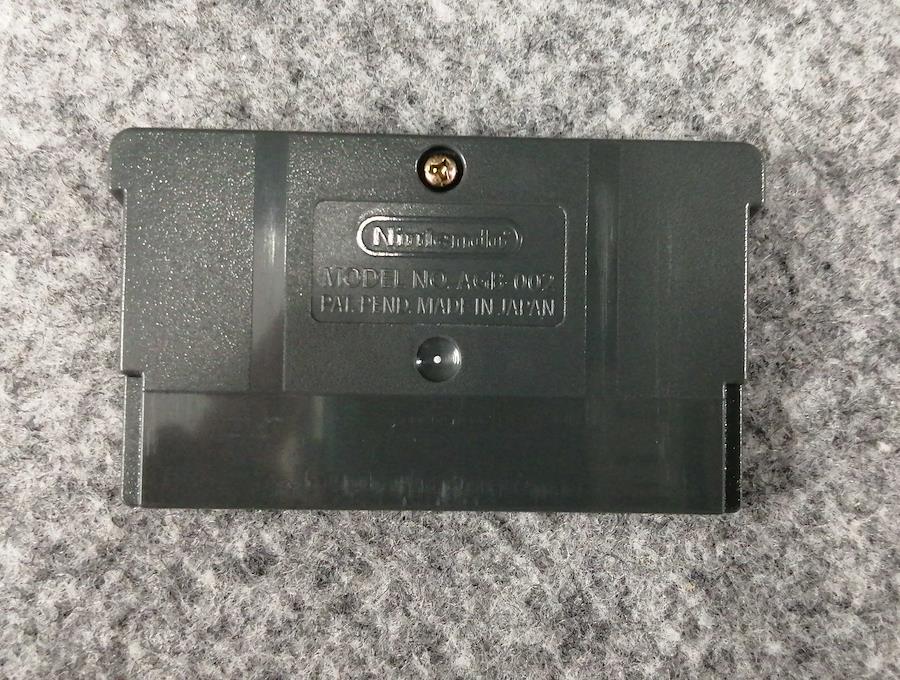 Nintendo
MODEL NO. AGB-002
PAT. PEND. MADE IN JAPAN